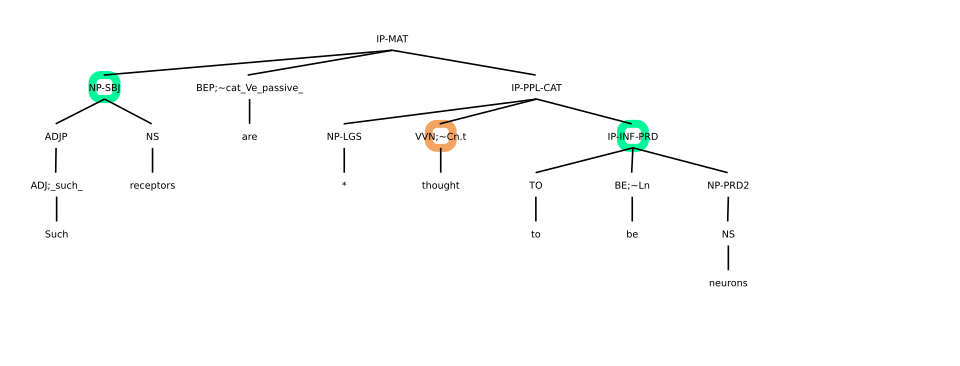 IP-MAT
NP-SBJ BEP;~cat_Ve_passive_ IP-PPL-CAT
ADJP NS are NP-LGS VVN;~Cn.t IP-INF-PRD
ADJ;_such_ receptors * thought TO BE;~Ln NP-PRD2
Such to be NS
neurons